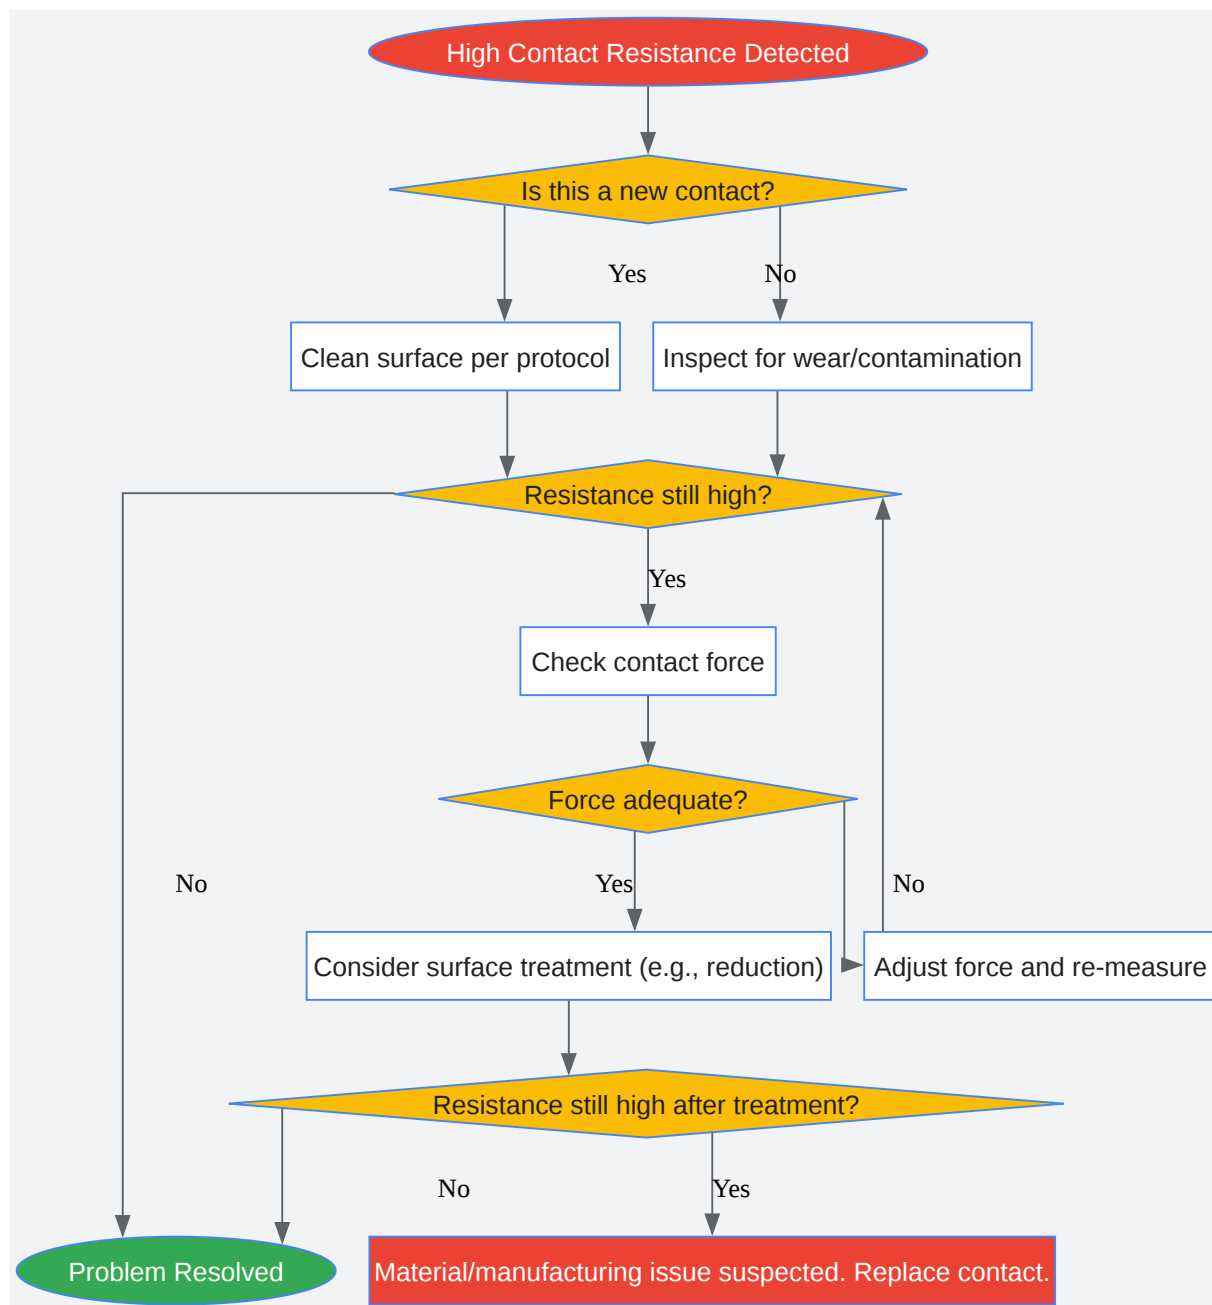 High Contact Resistance Detected
Is this a new contact?
Yes
No
Clean surface per protocol
Inspect for wear/contamination
Resistance still high?
Yes
Check contact force
Force adequate?
No
Yes
No
Consider surface treatment (e.g., reduction)
Adjust force and re-measure
Resistance still high after treatment?
No
Yes
Problem Resolved
Material/manufacturing issue suspected. Replace contact.